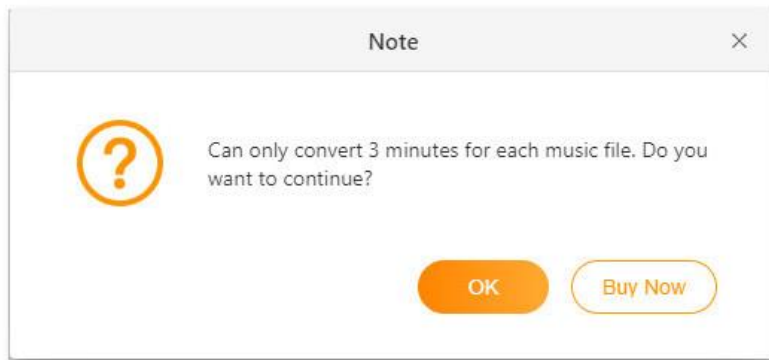 Note
Can only convert 3 minutes for each music file. Do you
want to continue?
OK
Buy Now